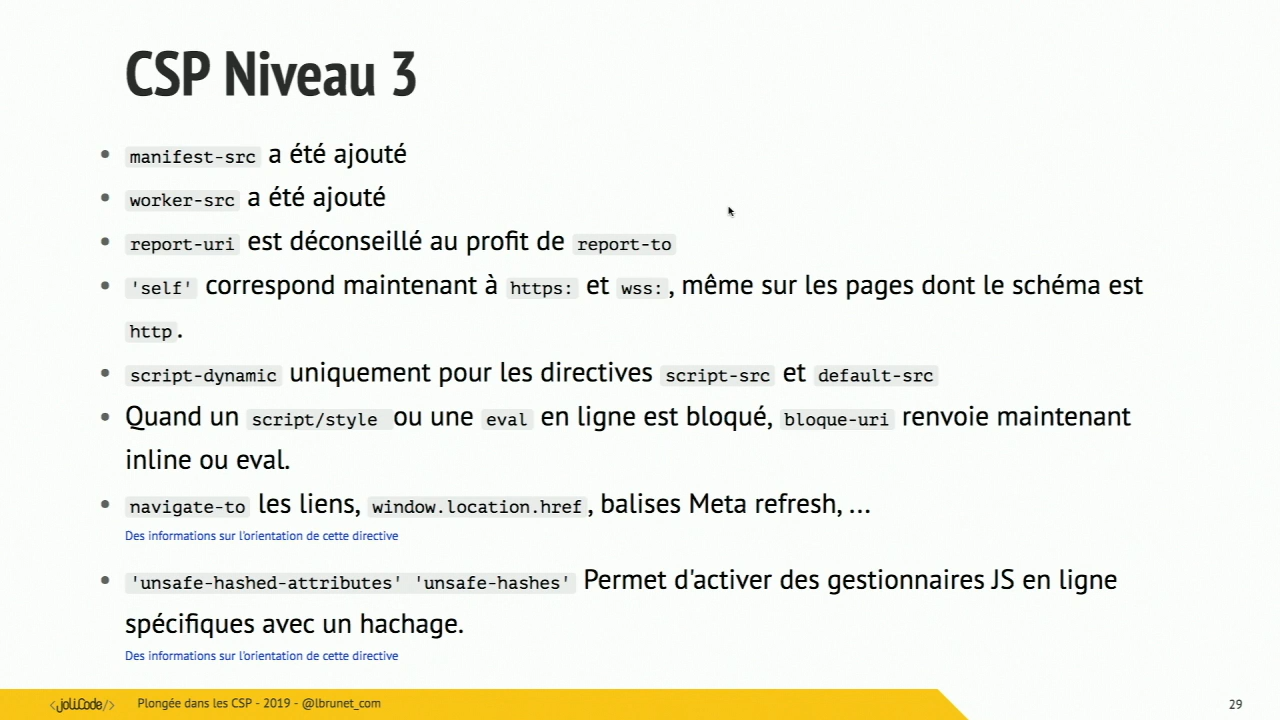 CSP Niveau 3
• manifest-src a été ajouté
• worker-src a été ajouté
• report-uri est déconseillé au profit de report-to
• 'self' correspond maintenant à https: et wss:, même sur les pages dont le schéma est
http.
• script-dynamic uniquement pour les directives script-src et default-src
• Quand un script/style ou une eval en ligne est bloqué, bloque-uri renvoie maintenant
inline ou eval.
• navigate-to les liens, window.location.href, balises Meta refresh, ...
Des informations sur l'orientation de cette directive
• 'unsafe-hashed-attributes' 'unsafe-hashes' Permet d'activer des gestionnaires JS en ligne
spécifiques avec un hachage.
Des informations sur l'orientation de cette directive
<joliCode/> Plongée dans les CSP - 2019 - @lbrunet_com 29